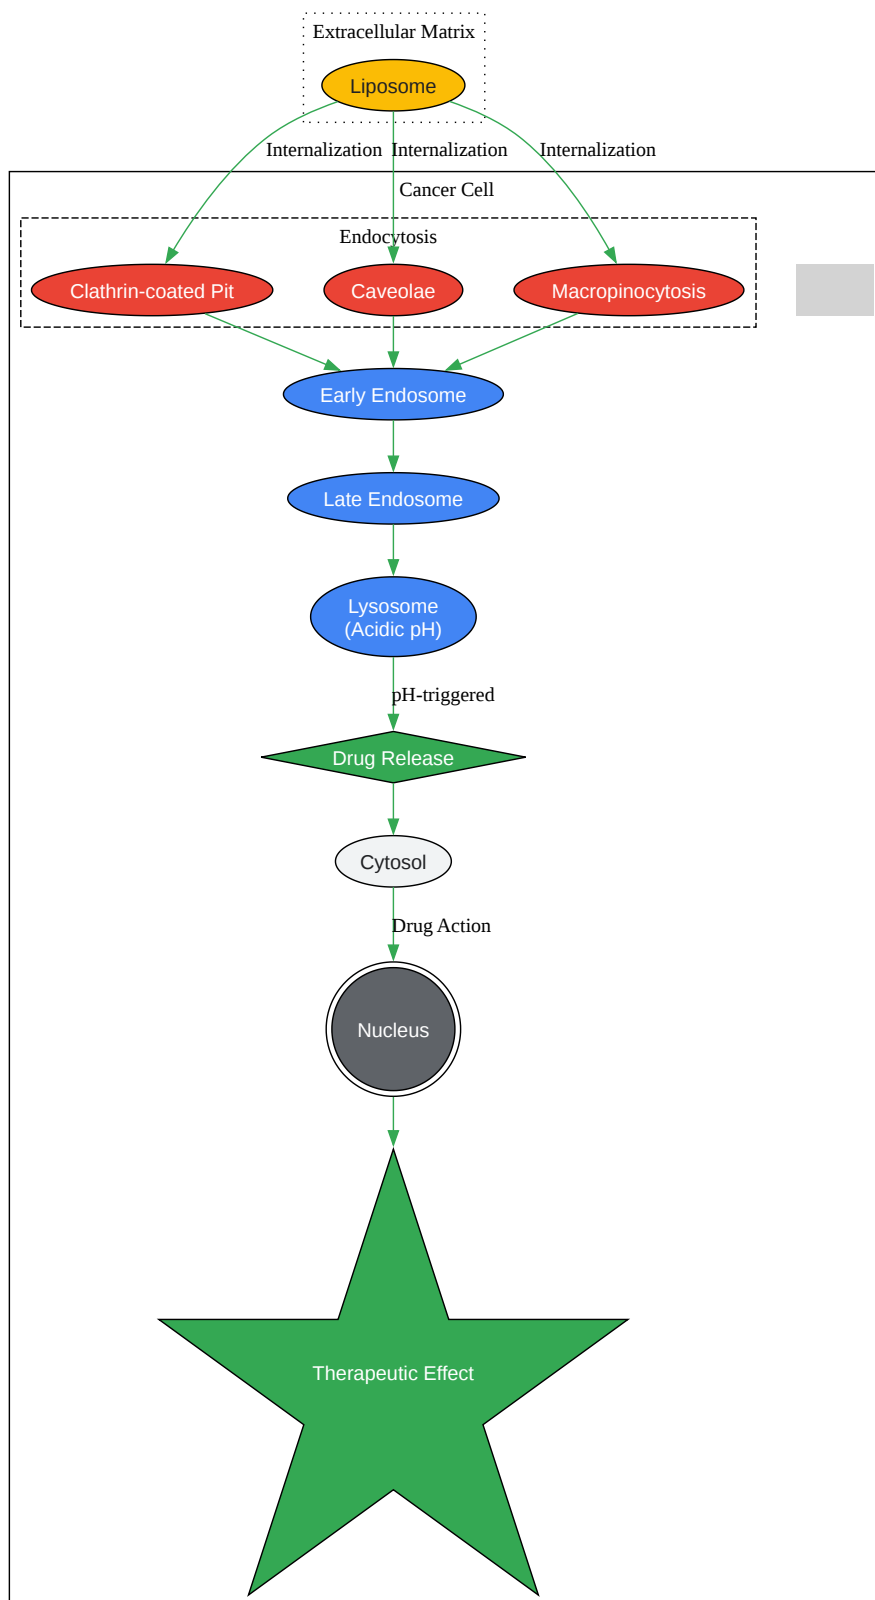 Extracellular Matrix
Liposome
Internalization
Internalization
Internalization
Cancer Cell
Endocytosis
Clathrin-coated Pit
Caveolae
Macropinocytosis
Early Endosome
Late Endosome
Lysosome
(Acidic pH)
pH-triggered
Drug Release
Cytosol
Drug Action
Nucleus
Therapeutic Effect